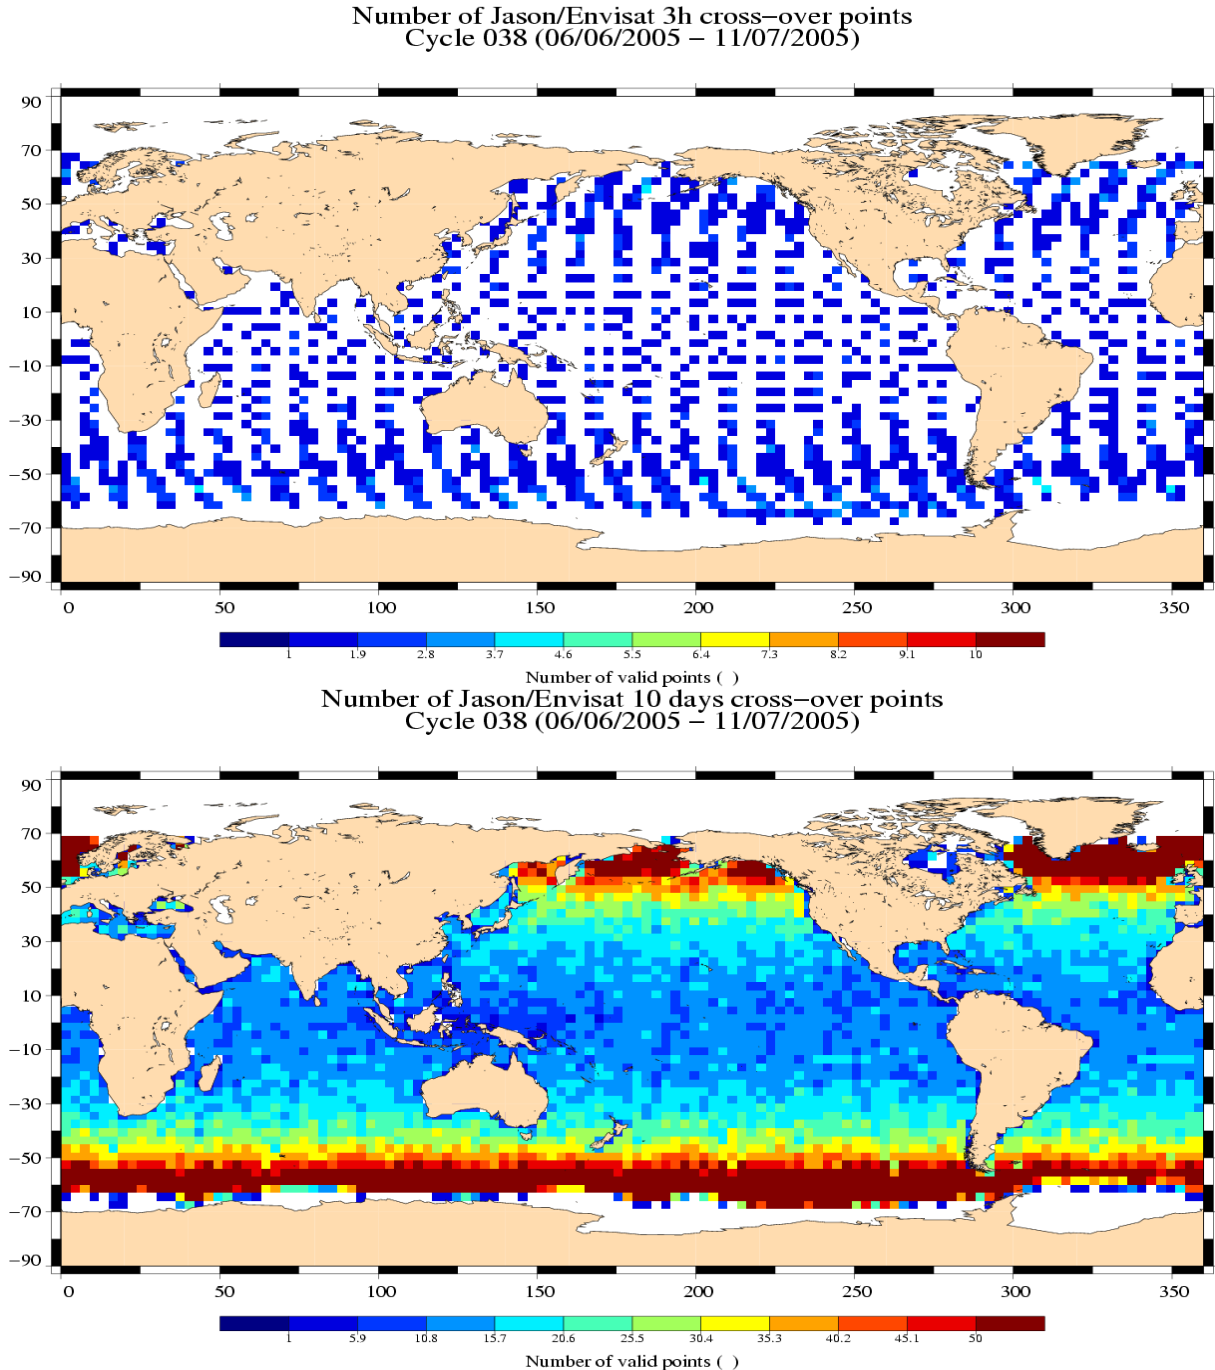 Number of Jason/Envisat 3h cross-over points
Cycle 038 (06/06/2005 - 11/07/2005)
90
70
50
30
10
-10
-30
-50
-70
-90
0 50 100 150 200 250 300 350
1 1.9 2.8 3.7 4.6 5.5 6.4 7.3 8.2 9.1 10
Number of valid points ( )
Number of Jason/Envisat 10 days cross-over points
Cycle 038 (06/06/2005 - 11/07/2005)
90
70
50
30
10
-10
-30
-50
-70
-90
0 50 100 150 200 250 300 350
1 5.9 10.8 15.7 20.6 25.5 30.4 35.3 40.2 45.1 50
Number of valid points ( )